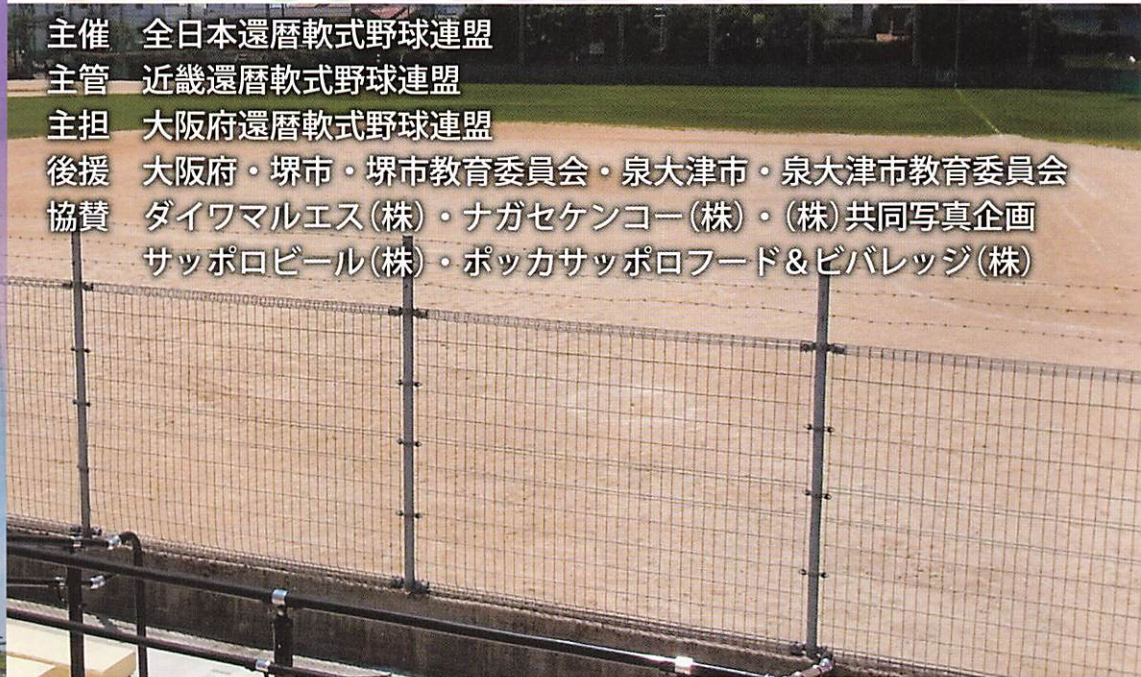 主催 全日本還暦軟式野球連盟
主管 近畿還暦軟式野球連盟
主担 大阪府還暦軟式野球連盟
後援 大阪府・堺市・堺市教育委員会・泉大津市・泉大津市教育委員会
協賛 ダイワマルエス(株)・ナガセケンコー(株)・(株)共同写真企画
サッポロビール(株)・ポッカサッポロフード&ビバレッジ(株)